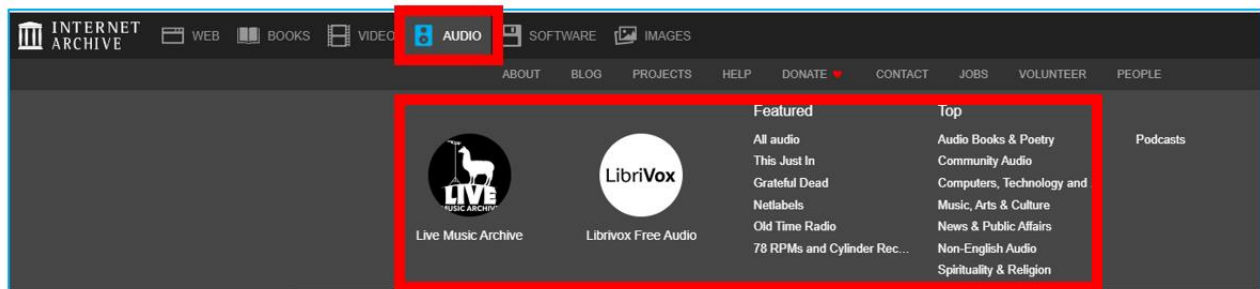 INTERNET
ARCHIVE
WEB
BOOKS
VIDEO
AUDIO
SOFTWARE
IMAGES
ABOUT
BLOG
PROJECTS
HELP
DONATE
CONTACT
JOBS
VOLUNTEER
PEOPLE
LIVE
MUSIC ARCHIV
Live Music Archive
LibriVox
Librivox Free Audio
Featured
All audio
This Just In
Grateful Dead
Netlabels
Old Time Radio
78 RPMs and Cylinder Rec...
Top
Audio Books & Poetry
Community Audio
Computers, Technology and
Music, Arts & Culture
News & Public Affairs
Non-English Audio
Spirituality & Religion
Podcasts